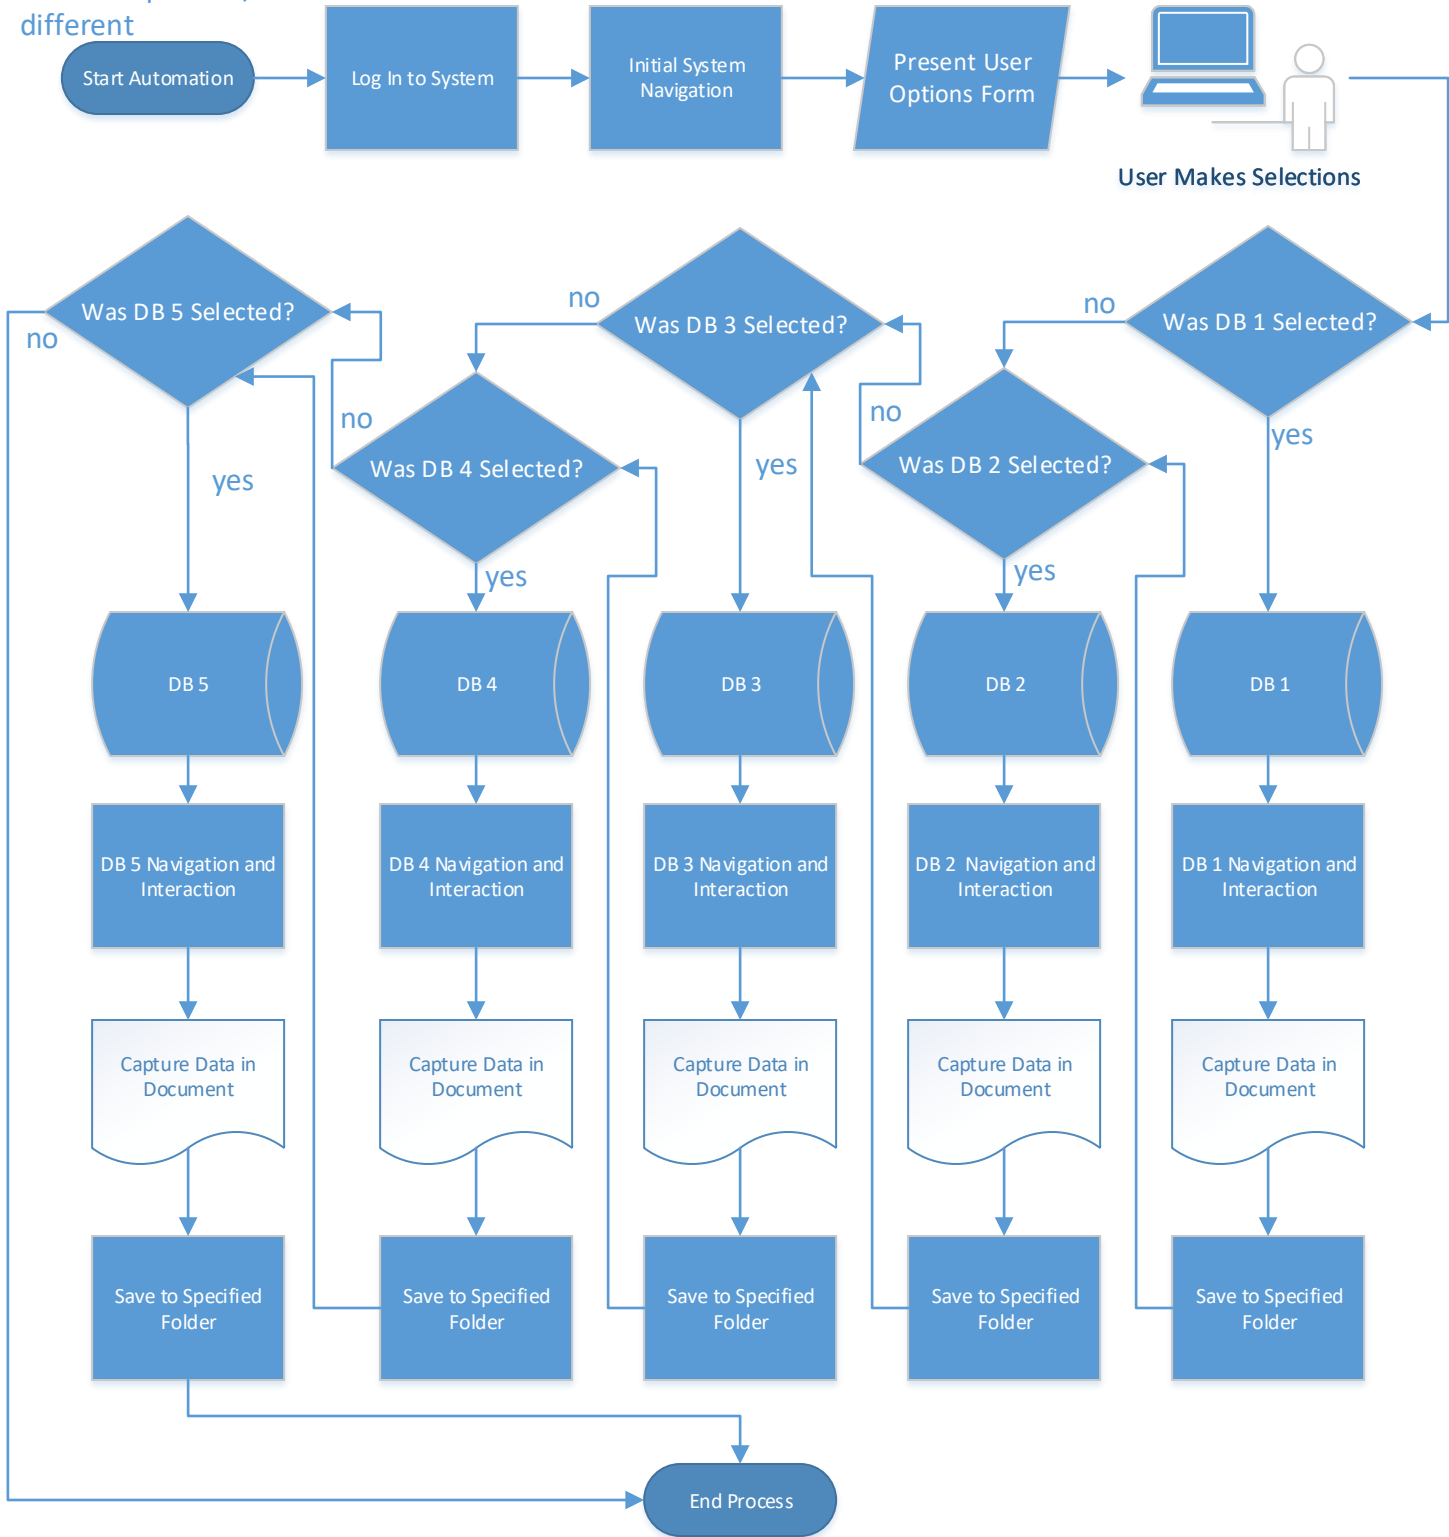 different
Start Automation
Log In to System
Initial System
Navigation
Present User
Options Form
User Makes Selections
Was DB 5 Selected?
no
yes
Was DB 4 Selected?
no
yes
Was DB 3 Selected?
no
yes
Was DB 2 Selected?
no
yes
Was DB 1 Selected?
no
yes
DB 5
DB 4
DB 3
DB 2
DB 1
DB 5 Navigation and
Interaction
DB 4 Navigation and
Interaction
DB 3 Navigation and
Interaction
DB 2 Navigation and
Interaction
DB 1 Navigation and
Interaction
Capture Data in
Document
Capture Data in
Document
Capture Data in
Document
Capture Data in
Document
Capture Data in
Document
Save to Specified
Folder
Save to Specified
Folder
Save to Specified
Folder
Save to Specified
Folder
Save to Specified
Folder
End Process